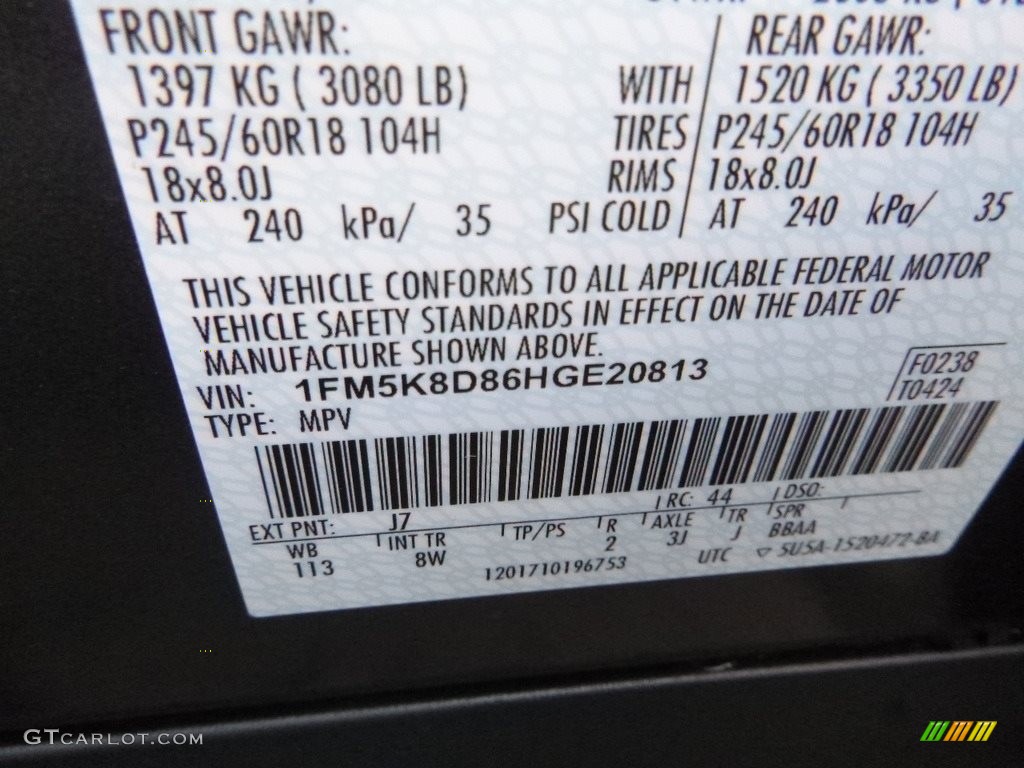 FRONT GAWR: REAR GAWR:
1397 KG ( 3080 LB) WITH 1520 KG ( 3350 LB)
P245/60R18 104H TIRES P245/60R18 104H
18x8.0J RIMS 18x8.0J
AT 240 kPa/ 35 PSI COLD AT 240 kPa/ 35
THIS VEHICLE CONFORMS TO ALL APPLICABLE FEDERAL MOTOR
VEHICLE SAFETY STANDARDS IN EFFECT ON THE DATE OF
MANUFACTURE SHOWN ABOVE.
VIN: 1FM5K8D86HGE20813 F0238
TYPE: MPV T0424
EXT PNT: J7 RC: 44 DSO:
WB INT TR TP/PS R AXLE TR SPR
113 8W 2 3J J BBAA
1201710196753 UTC ▽ 5U5A-1520472-BA
GTCARLOT.COM